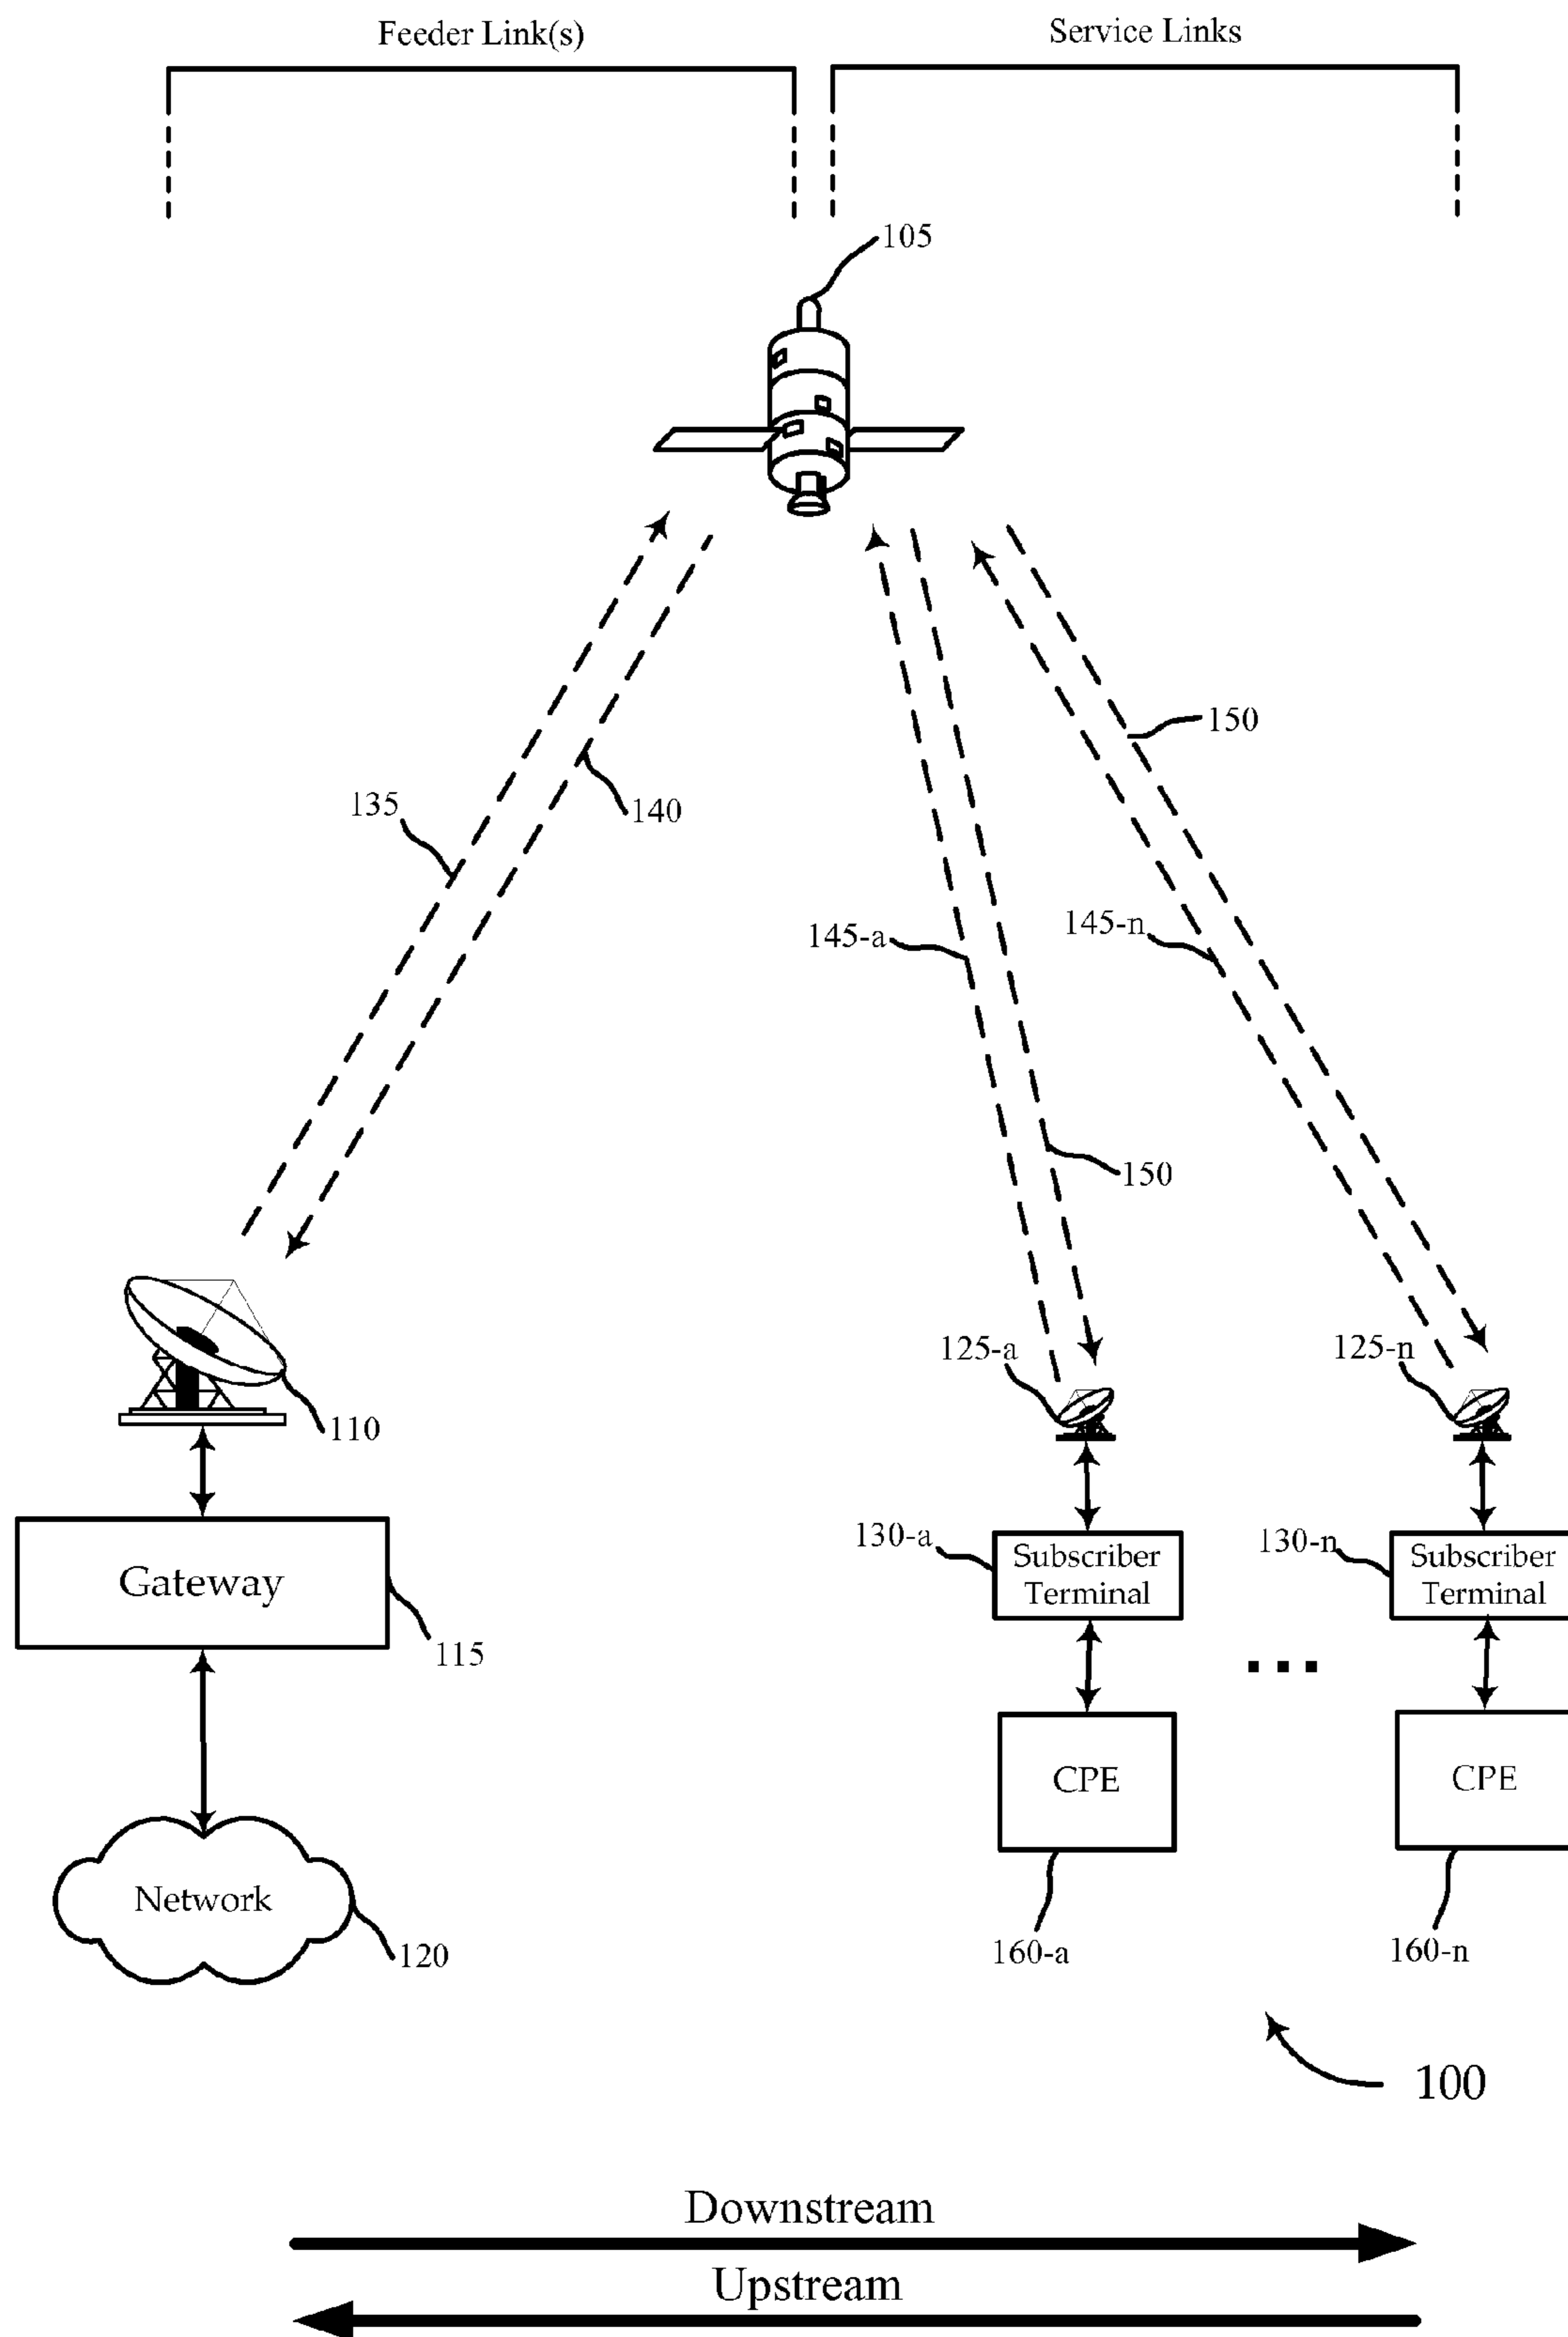 Feeder Link(s)
Service Links
105
150
135
140
145-a
145-n
150
125-a
125-n
110
130-a
Subscriber
Terminal
130-n
Subscriber
Terminal
Gateway
115
CPE
CPE
Network
120
160-a
160-n
100
Downstream
Upstream